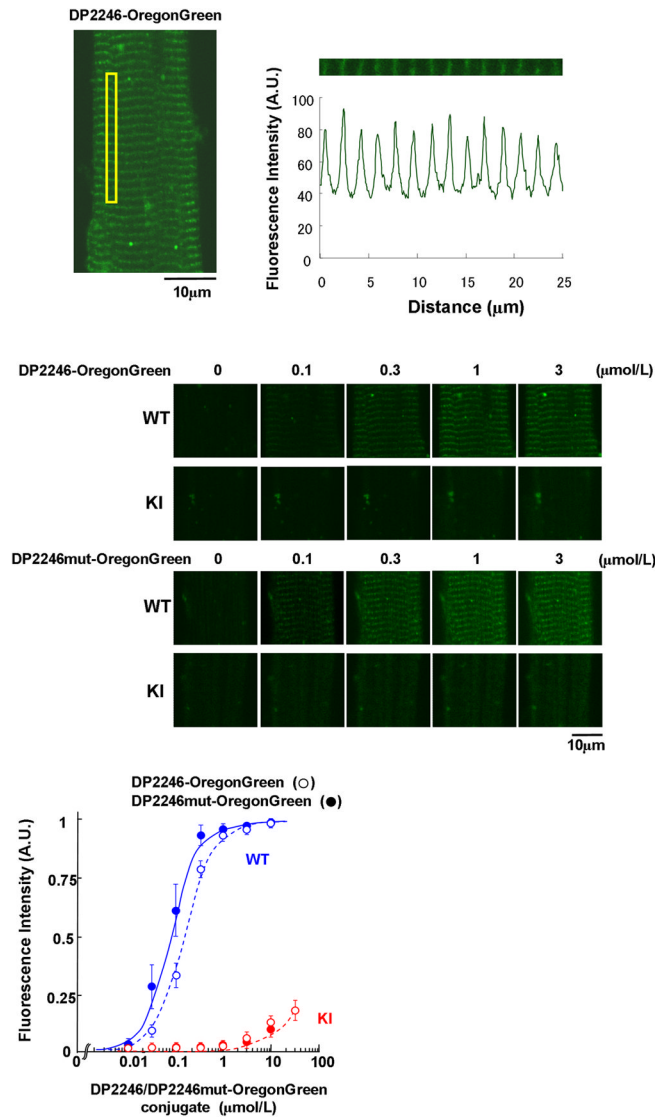 DP2246-OregonGreen
10μm
Fluorescence Intensity (A.U.)
100
80
60
40
20
0
0 5 10 15 20 25
Distance (μm)
DP2246-OregonGreen 0 0.1 0.3 1 3 (μmol/L)
WT
KI
DP2246mut-OregonGreen 0 0.1 0.3 1 3 (μmol/L)
WT
KI
10μm
DP2246-OregonGreen (○)
DP2246mut-OregonGreen (●)
Fluorescence Intensity (A.U.)
1
0.75
0.5
0.25
0
WT
KI
0 0.01 0.1 1 10 100
DP2246/DP2246mut-OregonGreen
conjugate (μmol/L)